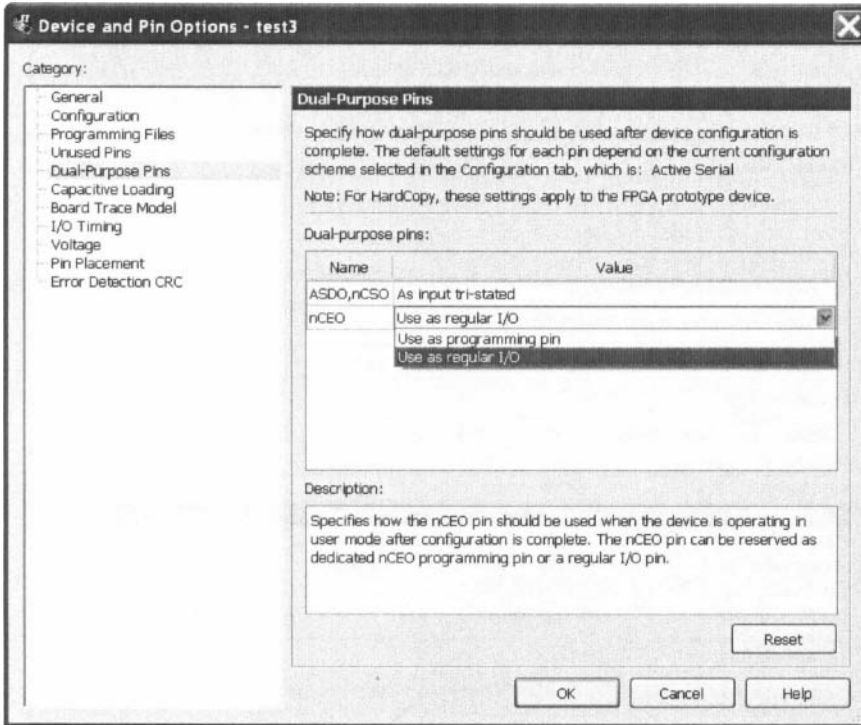 Device and Pin Options - test3
Category:
General
Configuration
Programming Files
Unused Pins
Dual-Purpose Pins
Capacitive Loading
Board Trace Model
I/O Timing
Voltage
Pin Placement
Error Detection CRC
Dual-Purpose Pins
Specify how dual-purpose pins should be used after device configuration is
complete. The default settings for each pin depend on the current configuration
scheme selected in the Configuration tab, which is: Active Serial
Note: For HardCopy, these settings apply to the FPGA prototype device.
Dual-purpose pins:
Name Value
ASDO,nCSO As input tri-stated
nCEO Use as regular I/O
Use as programming pin
Use as regular I/O
Description:
Specifies how the nCEO pin should be used when the device is operating in
user mode after configuration is complete. The nCEO pin can be reserved as
dedicated nCEO programming pin or a regular I/O pin.
Reset
OK Cancel Help